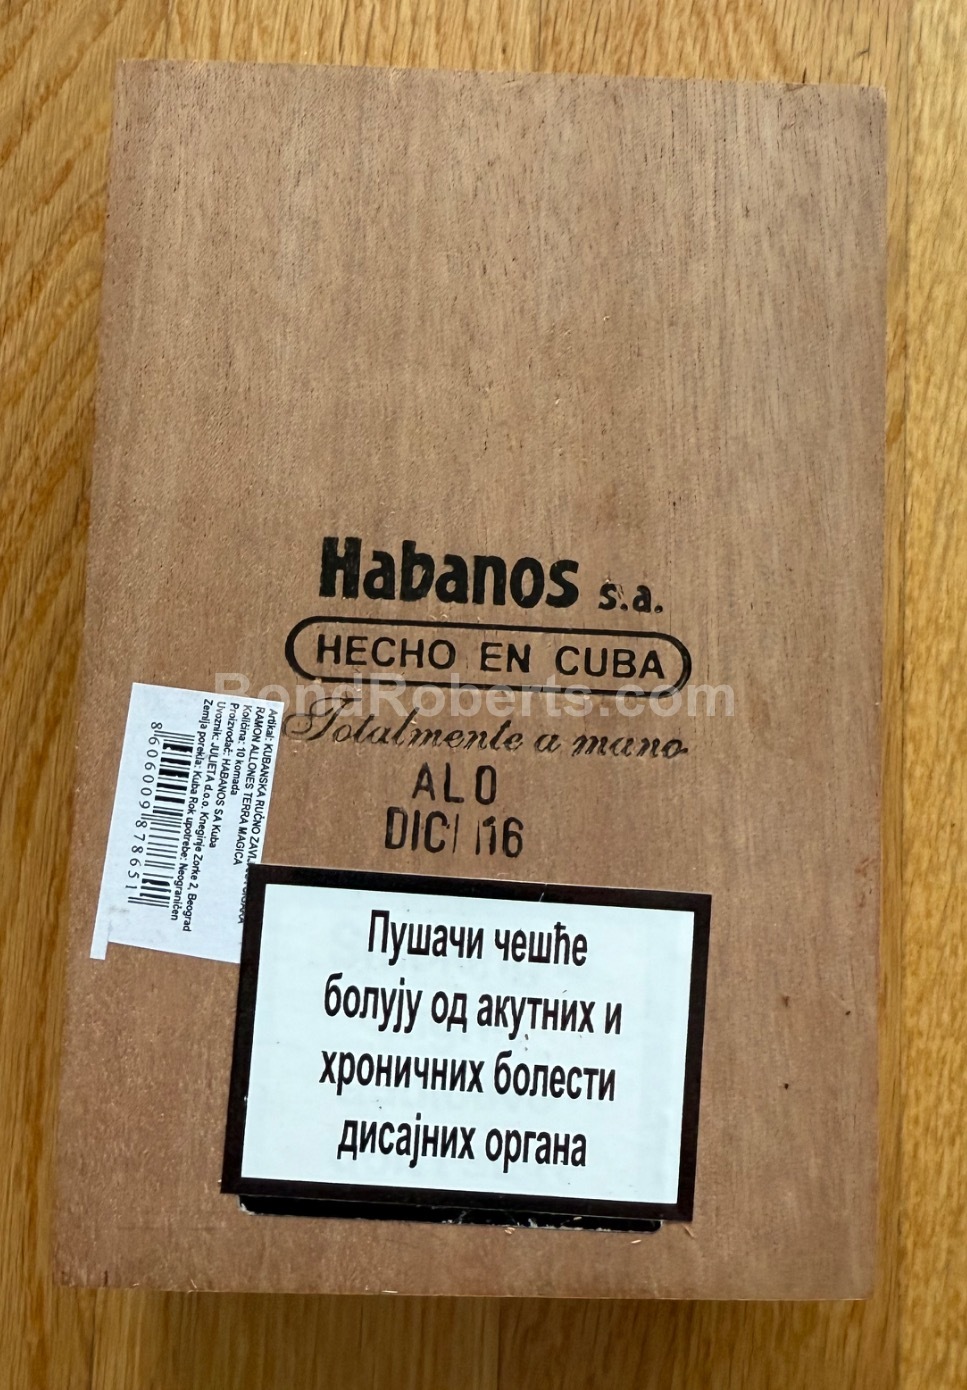 Habanos s.a.
HECHO EN CUBA
BondRoberts.com
Totalmente a mano
ALO
DIC 16
Artikal: KUBANSKA RUČNO
RAMON ALLONES TERRA MAGICA
Količina: 10 komada
Proizvođač: HABANOS SA Kuba
Uvoznik: JULIETA d.o.o. Kneginje Zorke 2, Beograd
Zemlja porekla: Kuba Rok upotrebe: Neograničen
8606009878651
Пушачи чешће
болују од акутних и
хроничних болести
дисајних органа